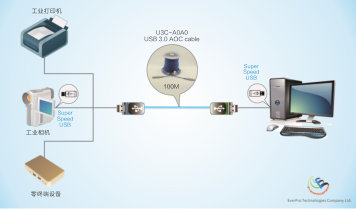 工业打印机
U3C-A0A0
USB 3.0 AOC cable
100M
Super
Speed
USB
Super
Speed
USB
工业相机
零终端设备
EverPro Technologies Company Ltd